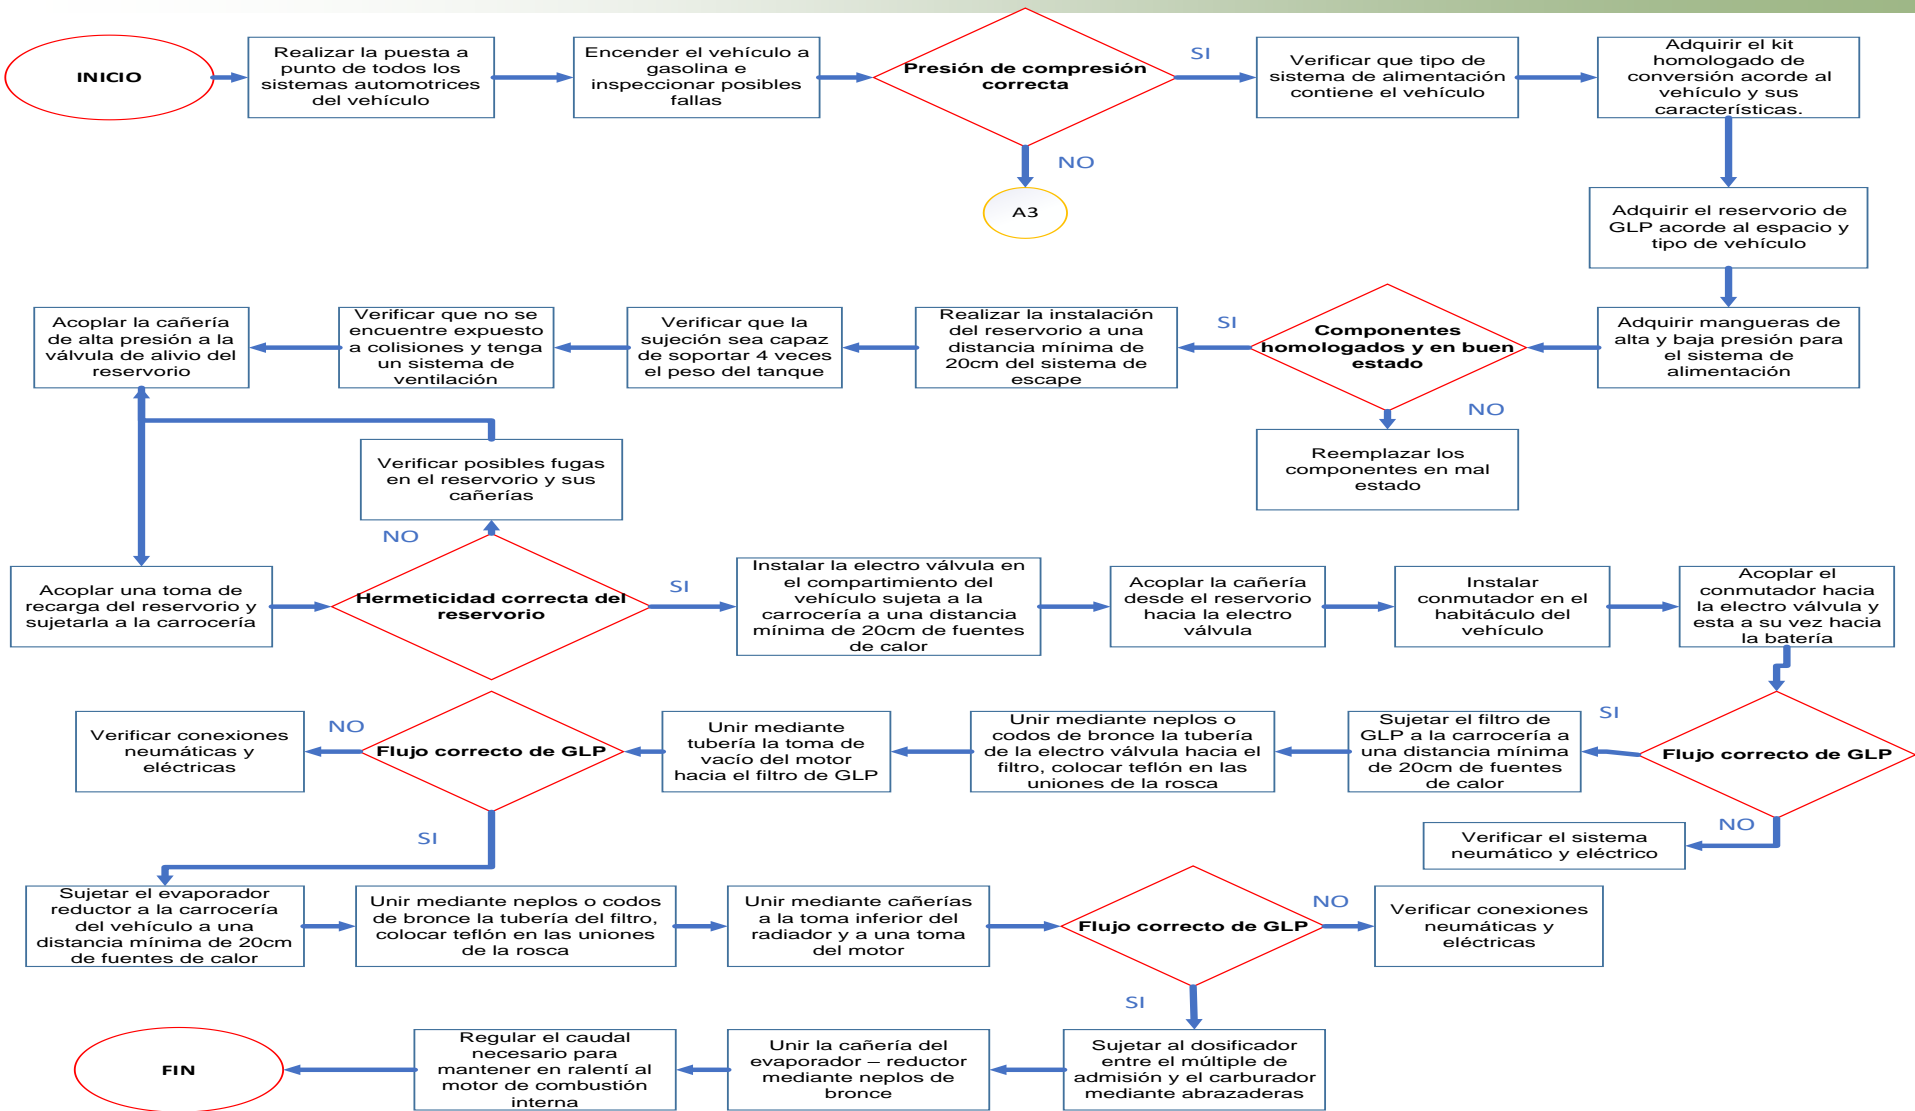 INICIO
Realizar la puesta a
punto de todos los
sistemas automotrices
del vehículo
Encender el vehículo a
gasolina e
inspeccionar posibles
fallas
Presión de compresión
correcta
SI
NO
A3
Verificar que tipo de
sistema de alimentación
contiene el vehículo
Adquirir el kit
homologado de
conversión acorde al
vehículo y sus
características.
Adquirir el reservorio de
GLP acorde al espacio y
tipo de vehículo
Adquirir mangueras de
alta y baja presión para
el sistema de
alimentación
Componentes
homologados y en buen
estado
SI
NO
Reemplazar los
componentes en mal
estado
Realizar la instalación
del reservorio a una
distancia mínima de
20cm del sistema de
escape
Verificar que la
sujeción sea capaz
de soportar 4 veces
el peso del tanque
Verificar que no se
encuentre expuesto
a colisiones y tenga
un sistema de
ventilación
Acoplar la cañería
de alta presión a la
válvula de alivio del
reservorio
Verificar posibles fugas
en el reservorio y sus
cañerías
NO
Acoplar una toma de
recarga del reservorio y
sujetarla a la carrocería
Hermeticidad correcta del
reservorio
SI
Instalar la electro válvula en
el compartimiento del
vehículo sujeta a la
carrocería a una distancia
mínima de 20cm de fuentes
de calor
Acoplar la cañería
desde el reservorio
hacia la electro
válvula
Instalar
conmutador en el
habitáculo del
vehículo
Acoplar el
conmutador hacia
la electro válvula y
esta a su vez hacia
la batería
Flujo correcto de GLP
SI
NO
Verificar el sistema
neumático y eléctrico
Sujetar el filtro de
GLP a la carrocería a
una distancia mínima
de 20cm de fuentes
de calor
Unir mediante neplos o
codos de bronce la tubería
de la electro válvula hacia el
filtro, colocar teflón en las
uniones de la rosca
Unir mediante
tubería la toma de
vacío del motor
hacia el filtro de GLP
Flujo correcto de GLP
NO
Verificar conexiones
neumáticas y
eléctricas
SI
Sujetar el evaporador
reductor a la carrocería
del vehículo a una
distancia mínima de 20cm
de fuentes de calor
Unir mediante neplos o codos
de bronce la tubería del filtro,
colocar teflón en las uniones
de la rosca
Unir mediante cañerías
a la toma inferior del
radiador y a una toma
del motor
Flujo correcto de GLP
NO
Verificar conexiones
neumáticas y
eléctricas
SI
Sujetar al dosificador
entre el múltiple de
admisión y el carburador
mediante abrazaderas
Unir la cañería del
evaporador – reductor
mediante neplos de
bronce
Regular el caudal
necesario para
mantener en ralentí al
motor de combustión
interna
FIN